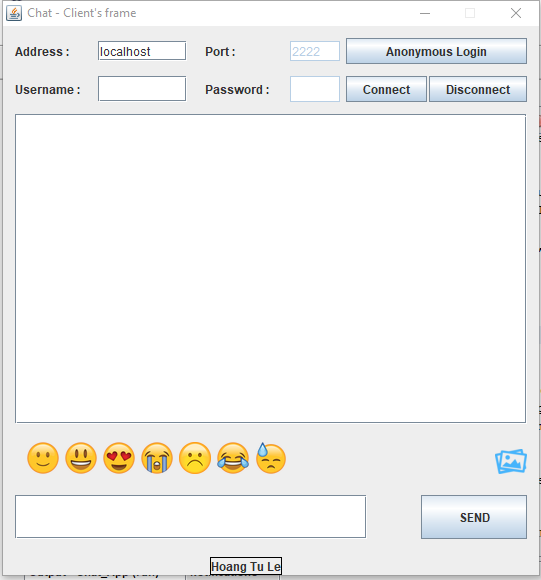 Chat - Client's frame
Address : localhost Port : 2222 Anonymous Login
Username : Password : Connect Disconnect
SEND
Hoang Tu Le